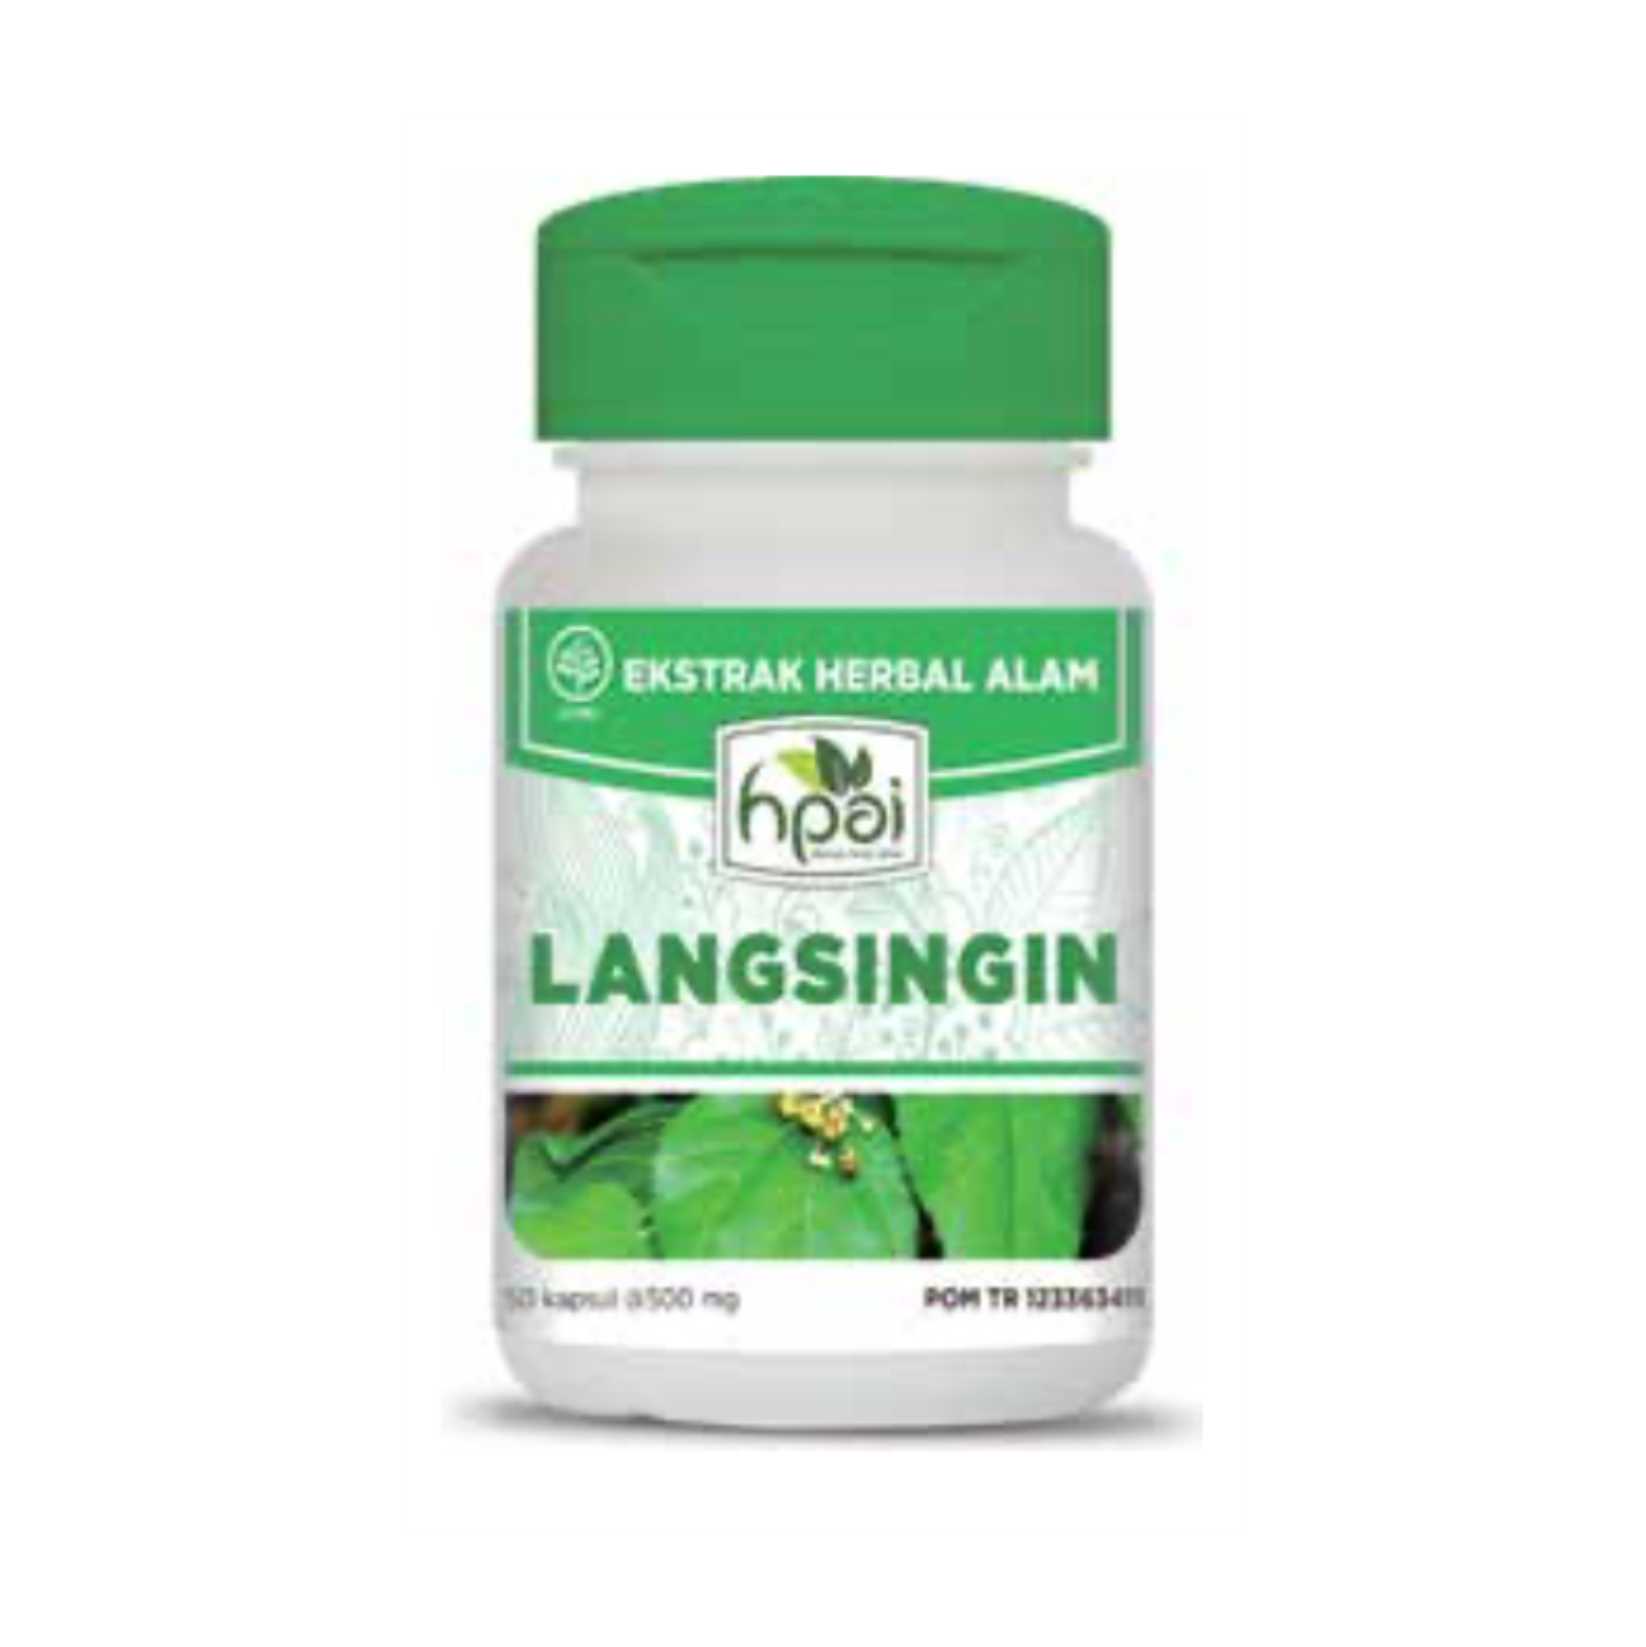 EKSTRAK HERBAL ALAM
hpai
LANGSINGIN
kapsul @500 mg
POM TR